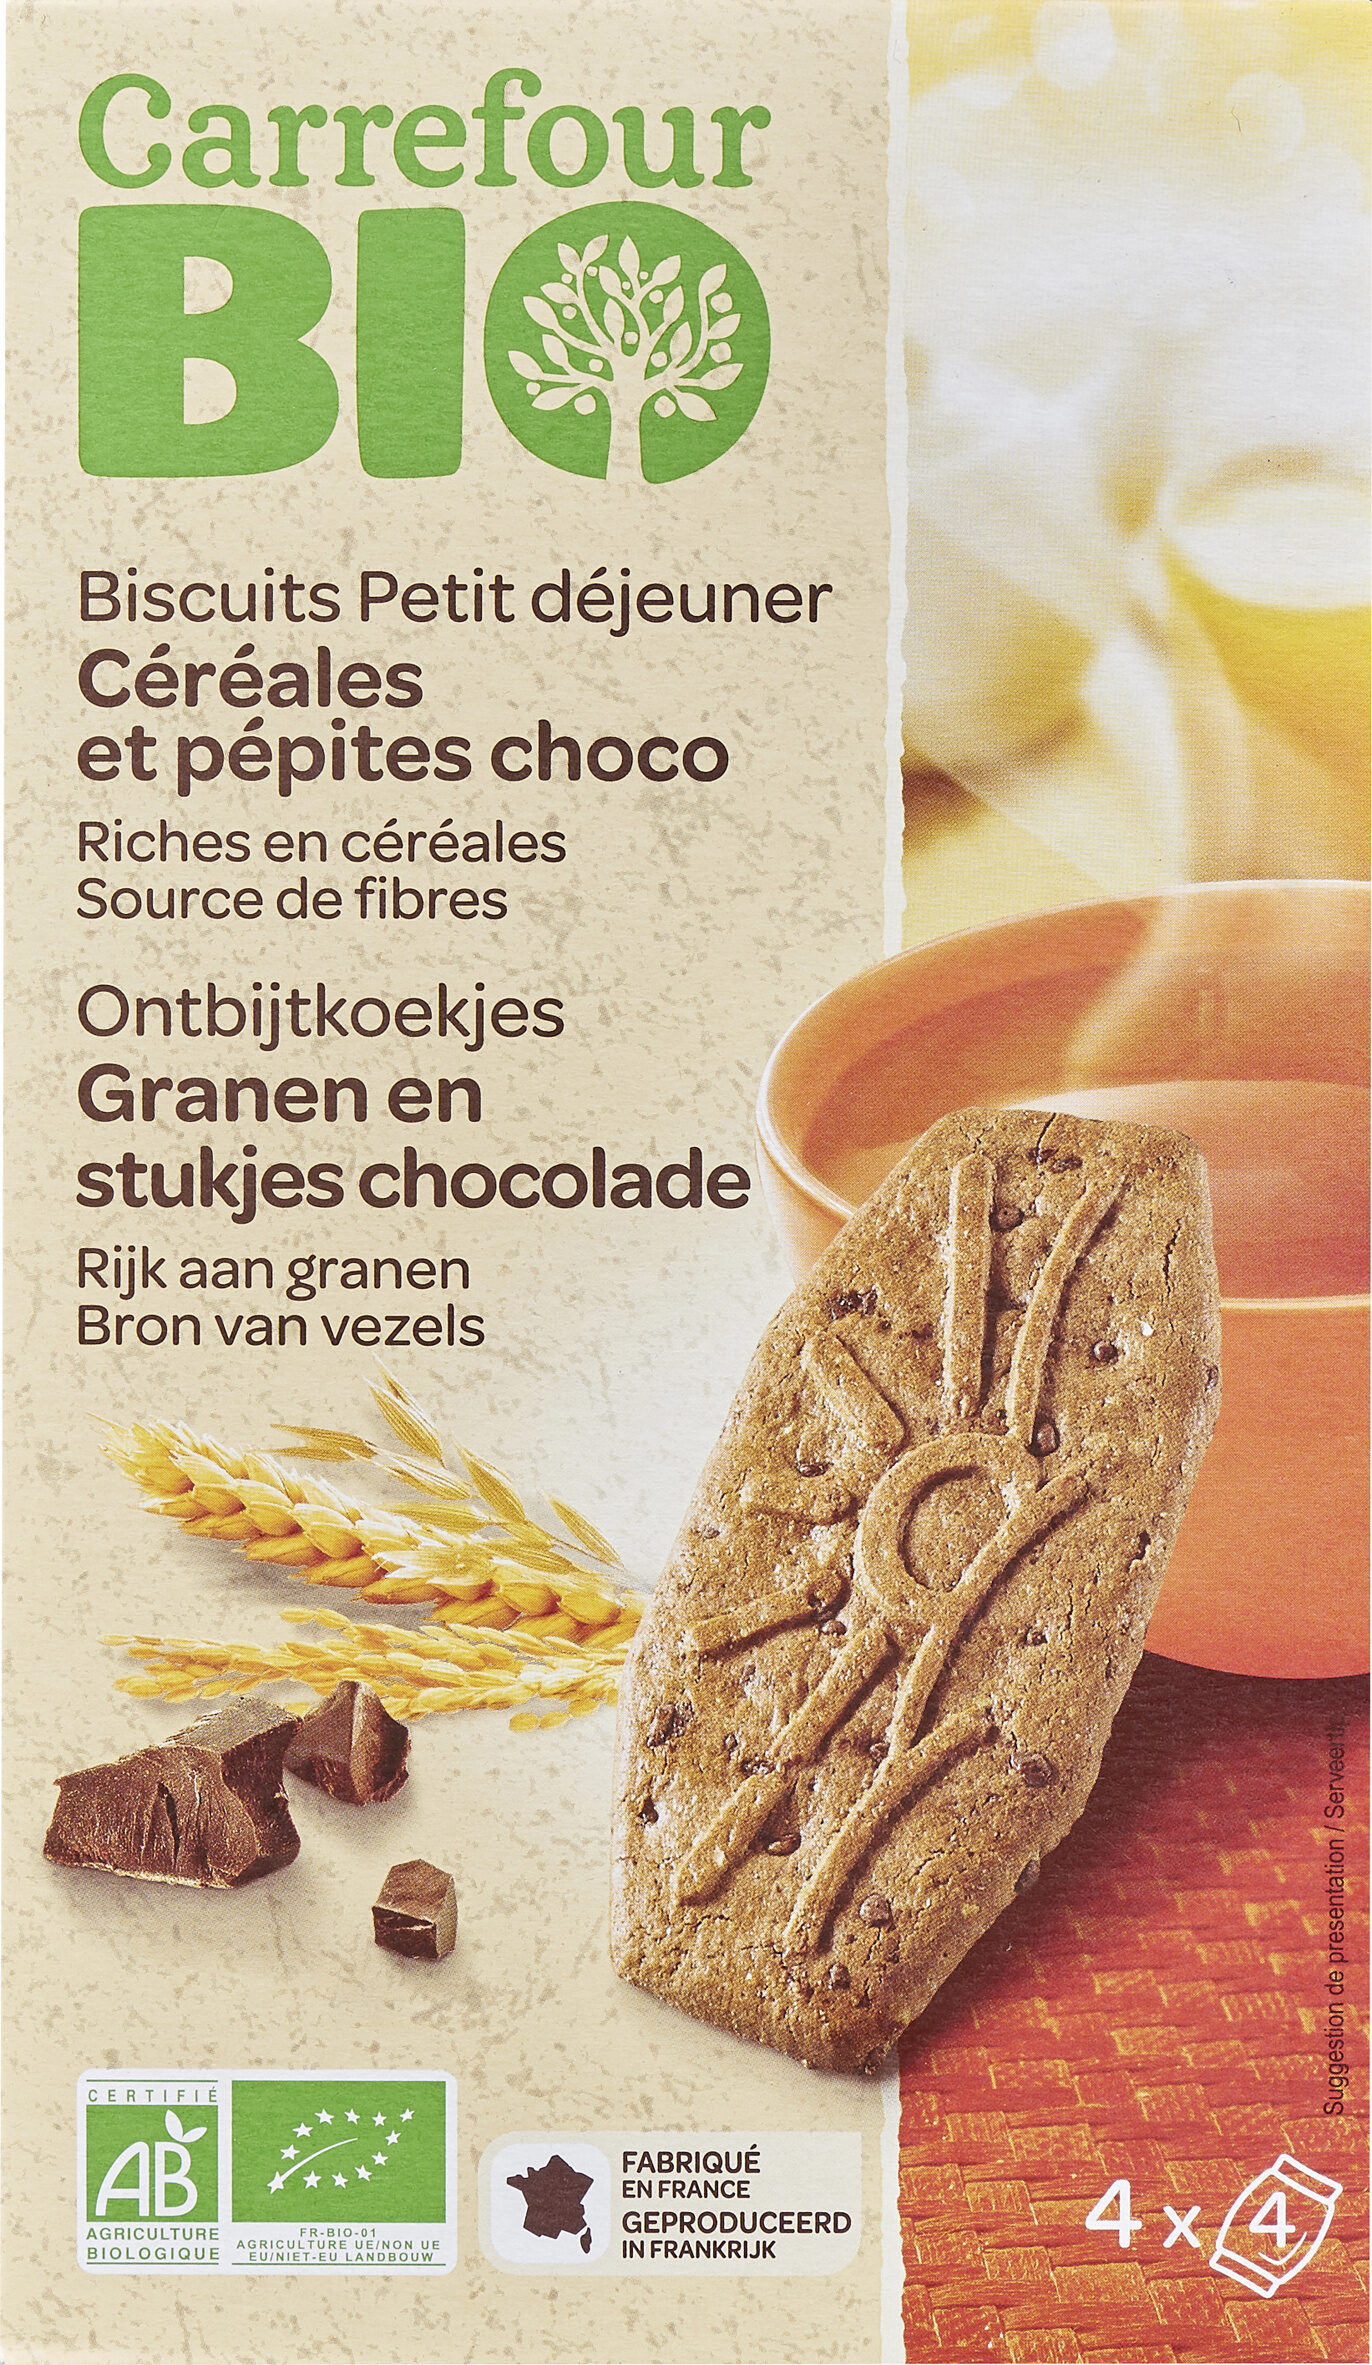 Carrefour
BIO
Biscuits Petit déjeuner
Céréales
et pépites choco
Riches en céréales
Source de fibres
Ontbijtkoekjes
Granen en
stukjes chocolade
Rijk aan granen
Bron van vezels
Suggestion de présentation / Serveertip
CERTIFIÉ
AB
AGRICULTURE
BIOLOGIQUE
FR-BIO-01
AGRICULTURE UE/NON UE
EU/NIET-EU LANDBOUW
FABRIQUÉ
EN FRANCE
GEPRODUCEERD
IN FRANKRIJK
4 x 4